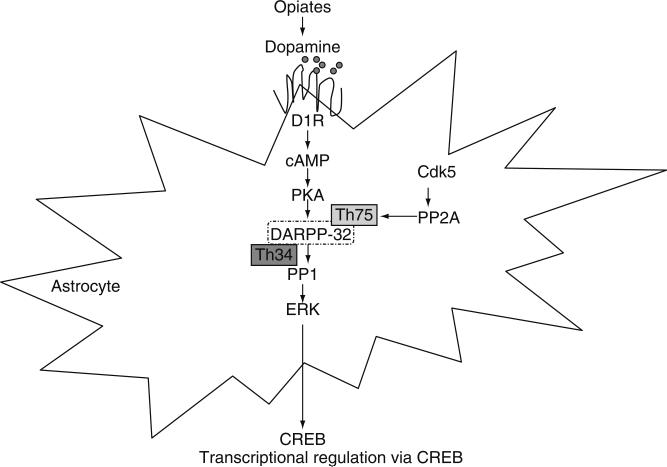 Opiates
Dopamine
D1R
cAMP
Cdk5
PKA
Th75
PP2A
DARPP-32
Th34
PP1
Astrocyte
ERK
CREB
Transcriptional regulation via CREB